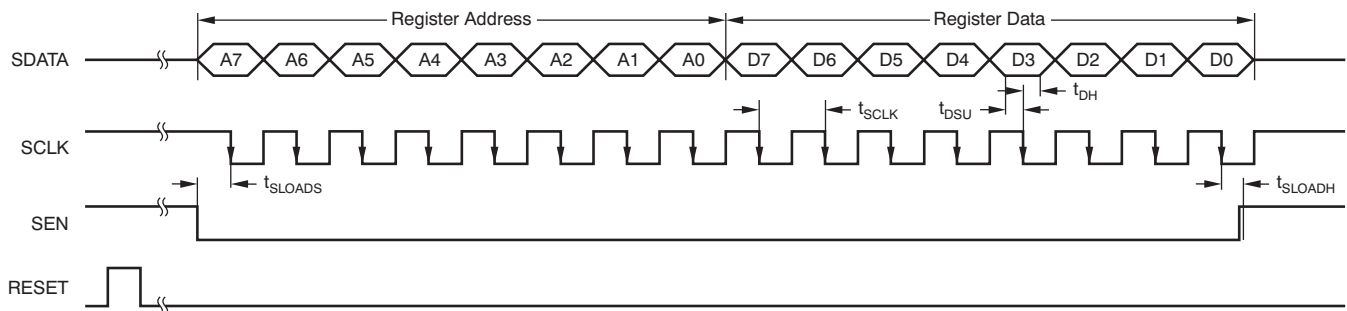 Register Address Register Data
SDATA A7 A6 A5 A4 A3 A2 A1 A0 D7 D6 D5 D4 D3 D2 D1 D0
tSCLK tDSU tDH
SCLK
tSLOADS tSLOADH
SEN
RESET